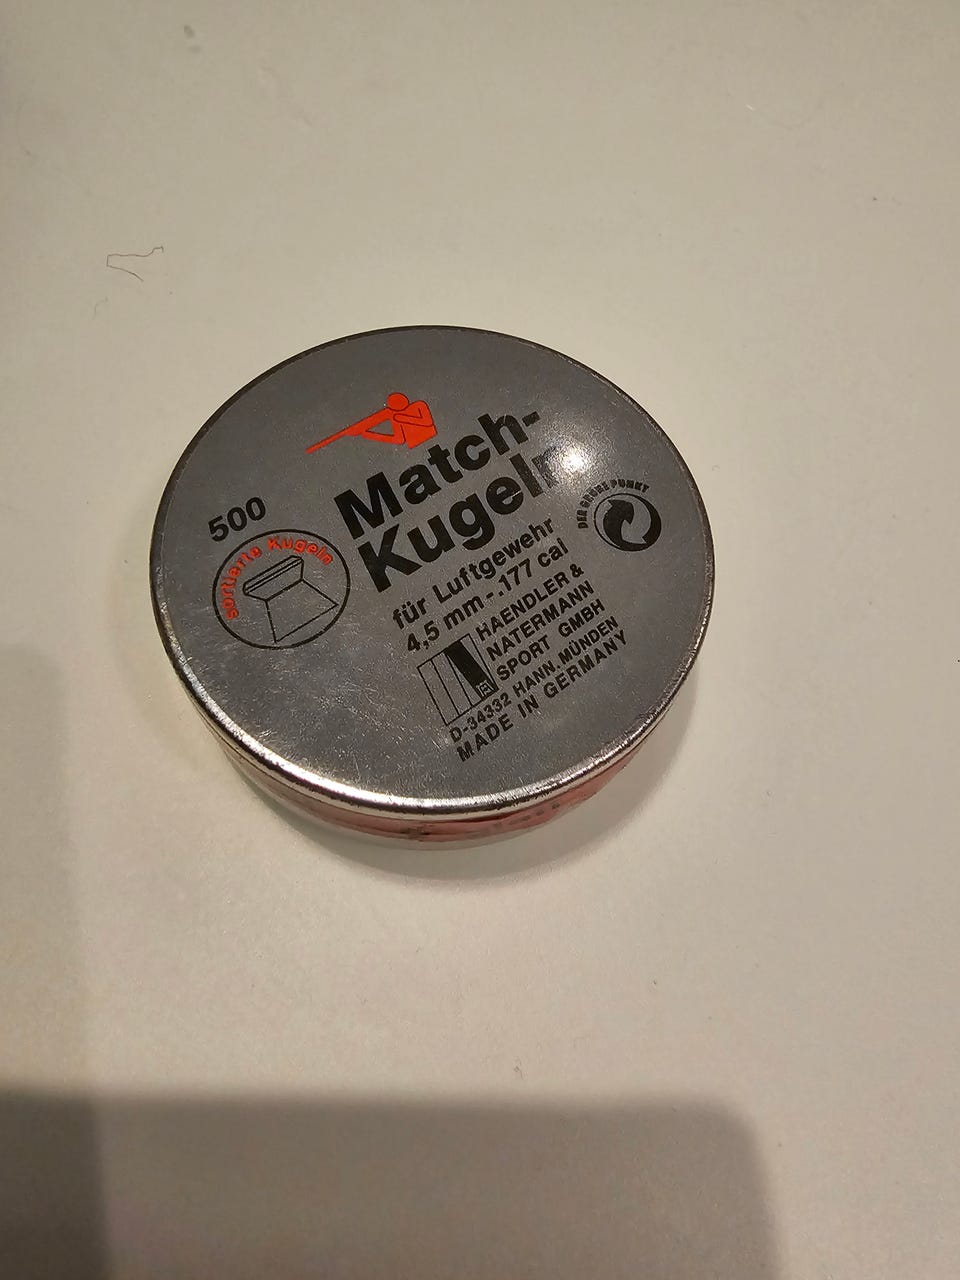 500
sortierte Kugeln
Match-
Kugeln
für Luftgewehr
4,5 mm - .177 cal
HAENDLER &
NATERMANN
SPORT GMBH
D-34332 HANN. MÜNDEN
MADE IN GERMANY
DER GRÜNE PUNKT